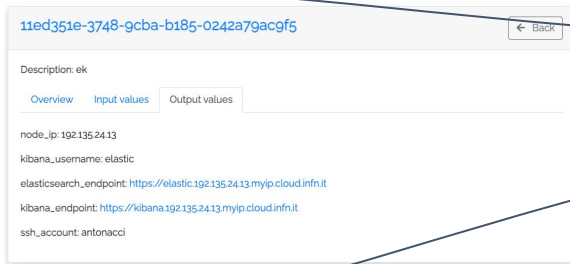 11ed351e-3748-9cba-b185-0242a79ac9f5
← Back
Description: ek
Overview Input values Output values
node_ip: 192.135.24.13
kibana_username: elastic
elasticsearch_endpoint: https://elastic.192.135.24.13.myip.cloud.infn.it
kibana_endpoint: https://kibana.192.135.24.13.myip.cloud.infn.it
ssh_account: antonacci